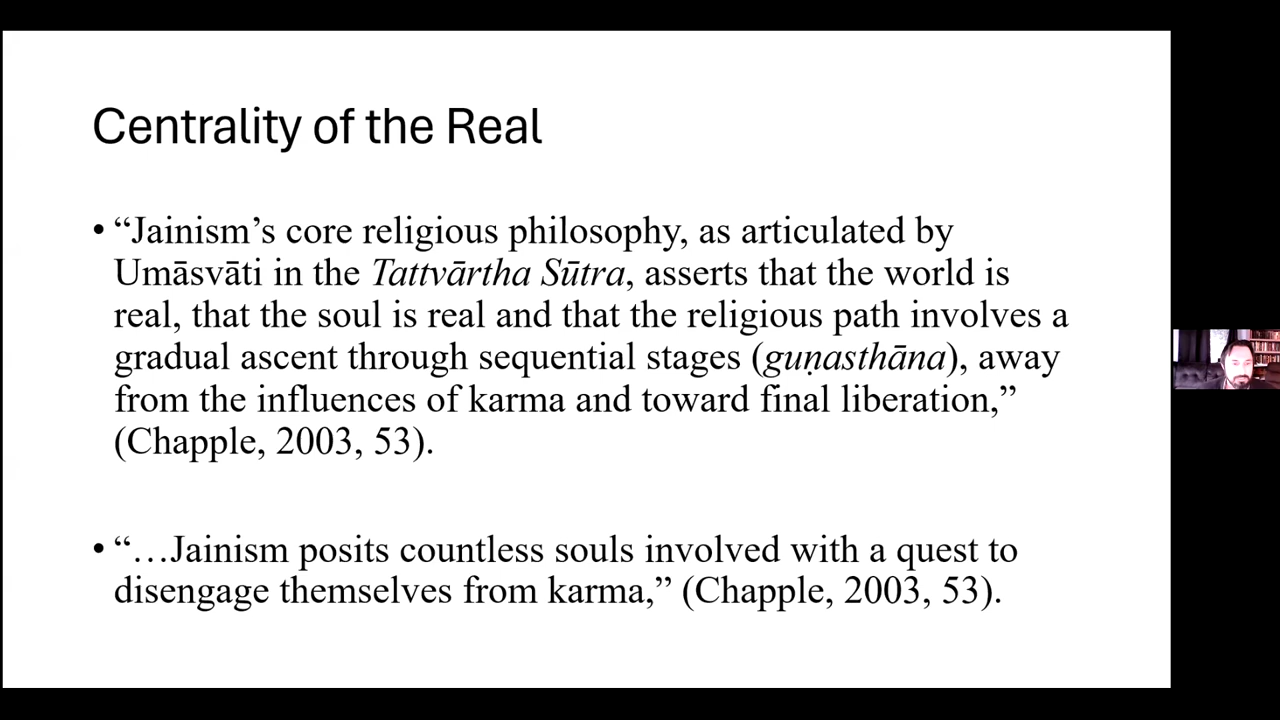 Centrality of the Real
• “Jainism’s core religious philosophy, as articulated by
Umāsvāti in the Tattvārtha Sūtra, asserts that the world is
real, that the soul is real and that the religious path involves a
gradual ascent through sequential stages (guṇasthāna), away
from the influences of karma and toward final liberation,”
(Chapple, 2003, 53).
• “…Jainism posits countless souls involved with a quest to
disengage themselves from karma,” (Chapple, 2003, 53).